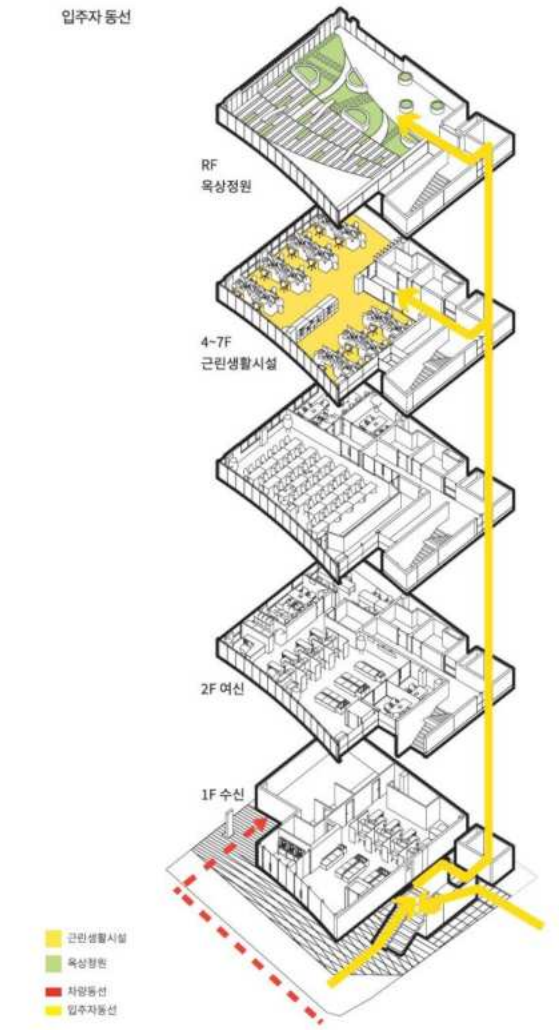 입주자 동선
RF
옥상정원
4~7F
근린생활시설
2F 여신
1F 수신
근린생활시설
옥상정원
차량동선
입주자동선